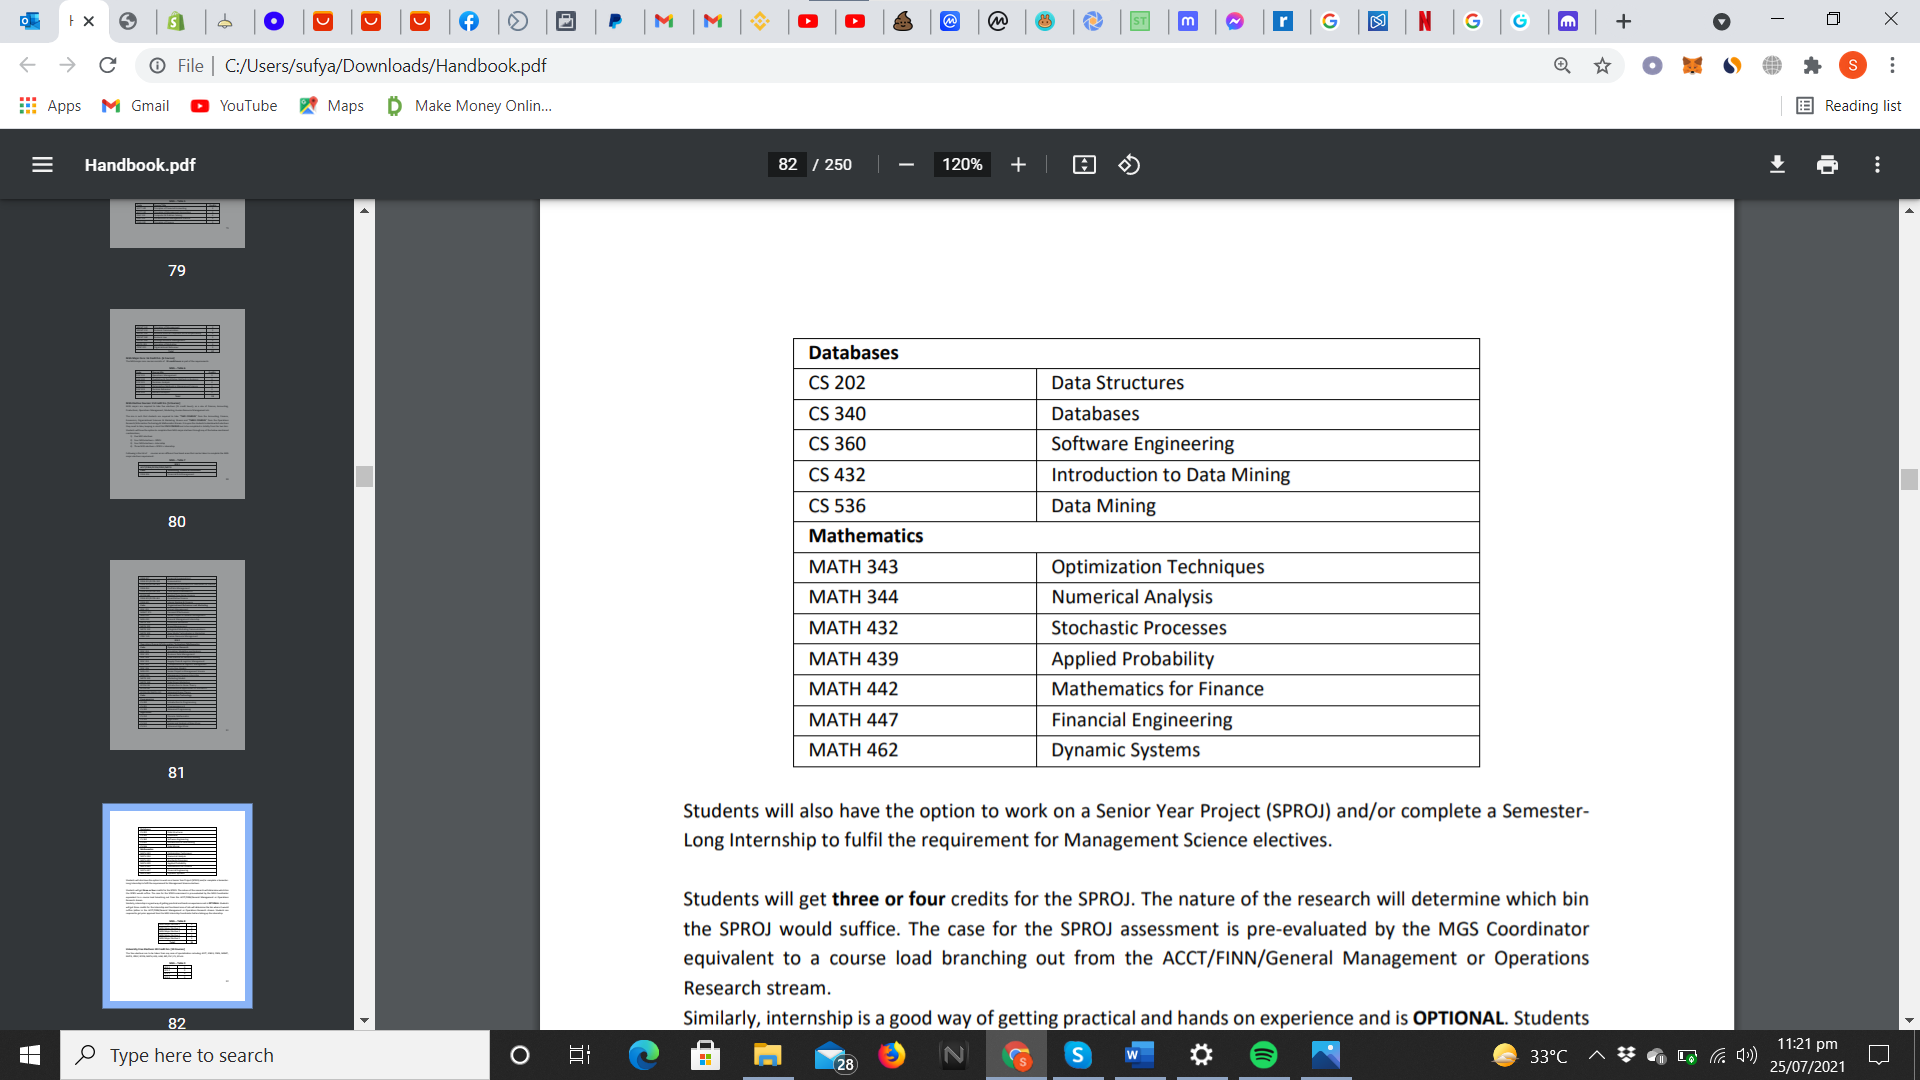 File | C:/Users/sufya/Downloads/Handbook.pdf
Apps Gmail YouTube Maps Make Money Onlin... Reading list
Handbook.pdf 82 / 250 120%
79
80
81
82
Databases
CS 202 Data Structures
CS 340 Databases
CS 360 Software Engineering
CS 432 Introduction to Data Mining
CS 536 Data Mining
Mathematics
MATH 343 Optimization Techniques
MATH 344 Numerical Analysis
MATH 432 Stochastic Processes
MATH 439 Applied Probability
MATH 442 Mathematics for Finance
MATH 447 Financial Engineering
MATH 462 Dynamic Systems
Students will also have the option to work on a Senior Year Project (SPROJ) and/or complete a Semester-
Long Internship to fulfil the requirement for Management Science electives.
Students will get three or four credits for the SPROJ. The nature of the research will determine which bin
the SPROJ would suffice. The case for the SPROJ assessment is pre-evaluated by the MGS Coordinator
equivalent to a course load branching out from the ACCT/FINN/General Management or Operations
Research stream.
Similarly, internship is a good way of getting practical and hands on experience and is OPTIONAL. Students
Type here to search
28
33°C
11:21 pm
25/07/2021